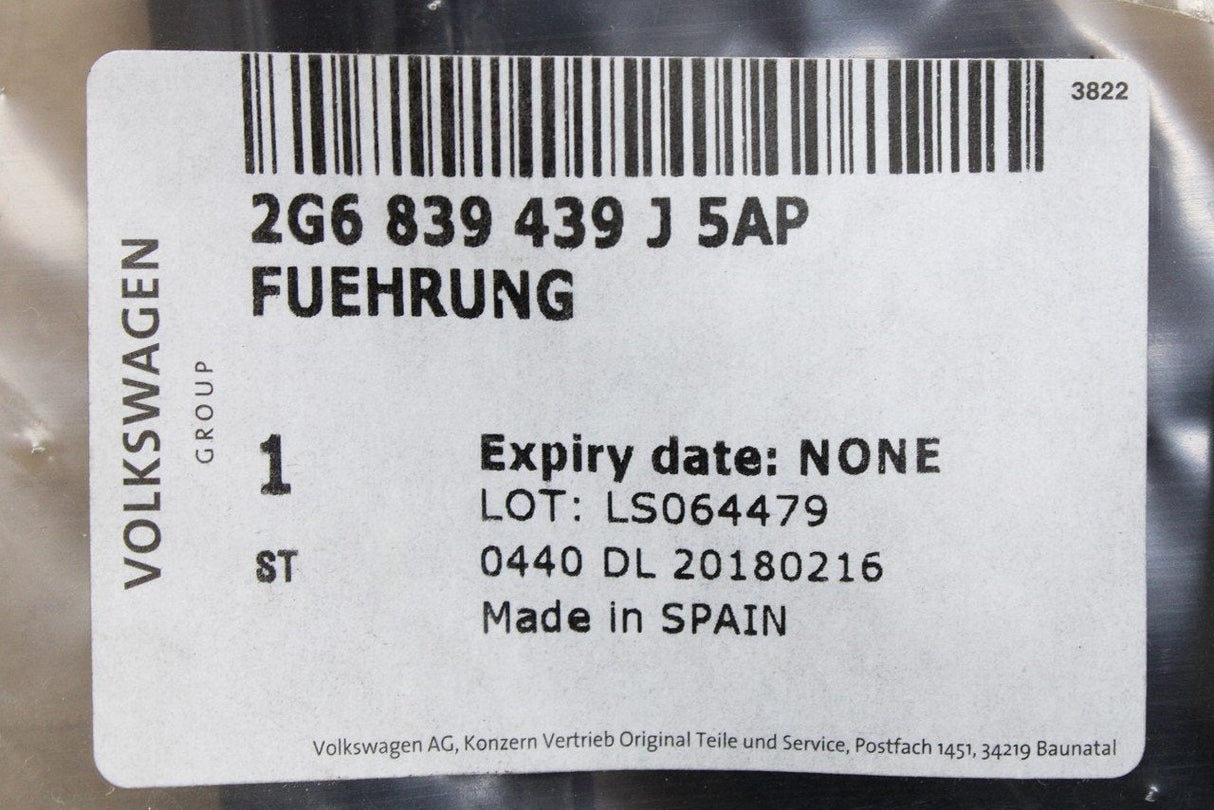 3822
2G6 839 439 J 5AP
FUEHRUNG
VOLKSWAGEN
GROUP
1
ST
Expiry date: NONE
LOT: LS064479
0440 DL 20180216
Made in SPAIN
Volkswagen AG, Konzern Vertrieb Original Teile und Service, Postfach 1451, 34219 Baunatal